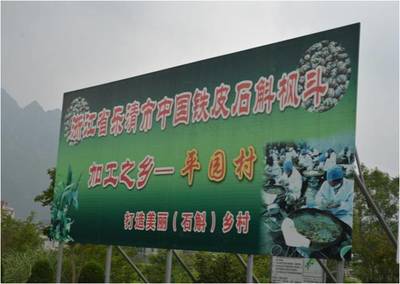 浙江省乐清市中国铁皮石斛枫斗
加工之乡—平园村
打造美丽（石斛）乡村